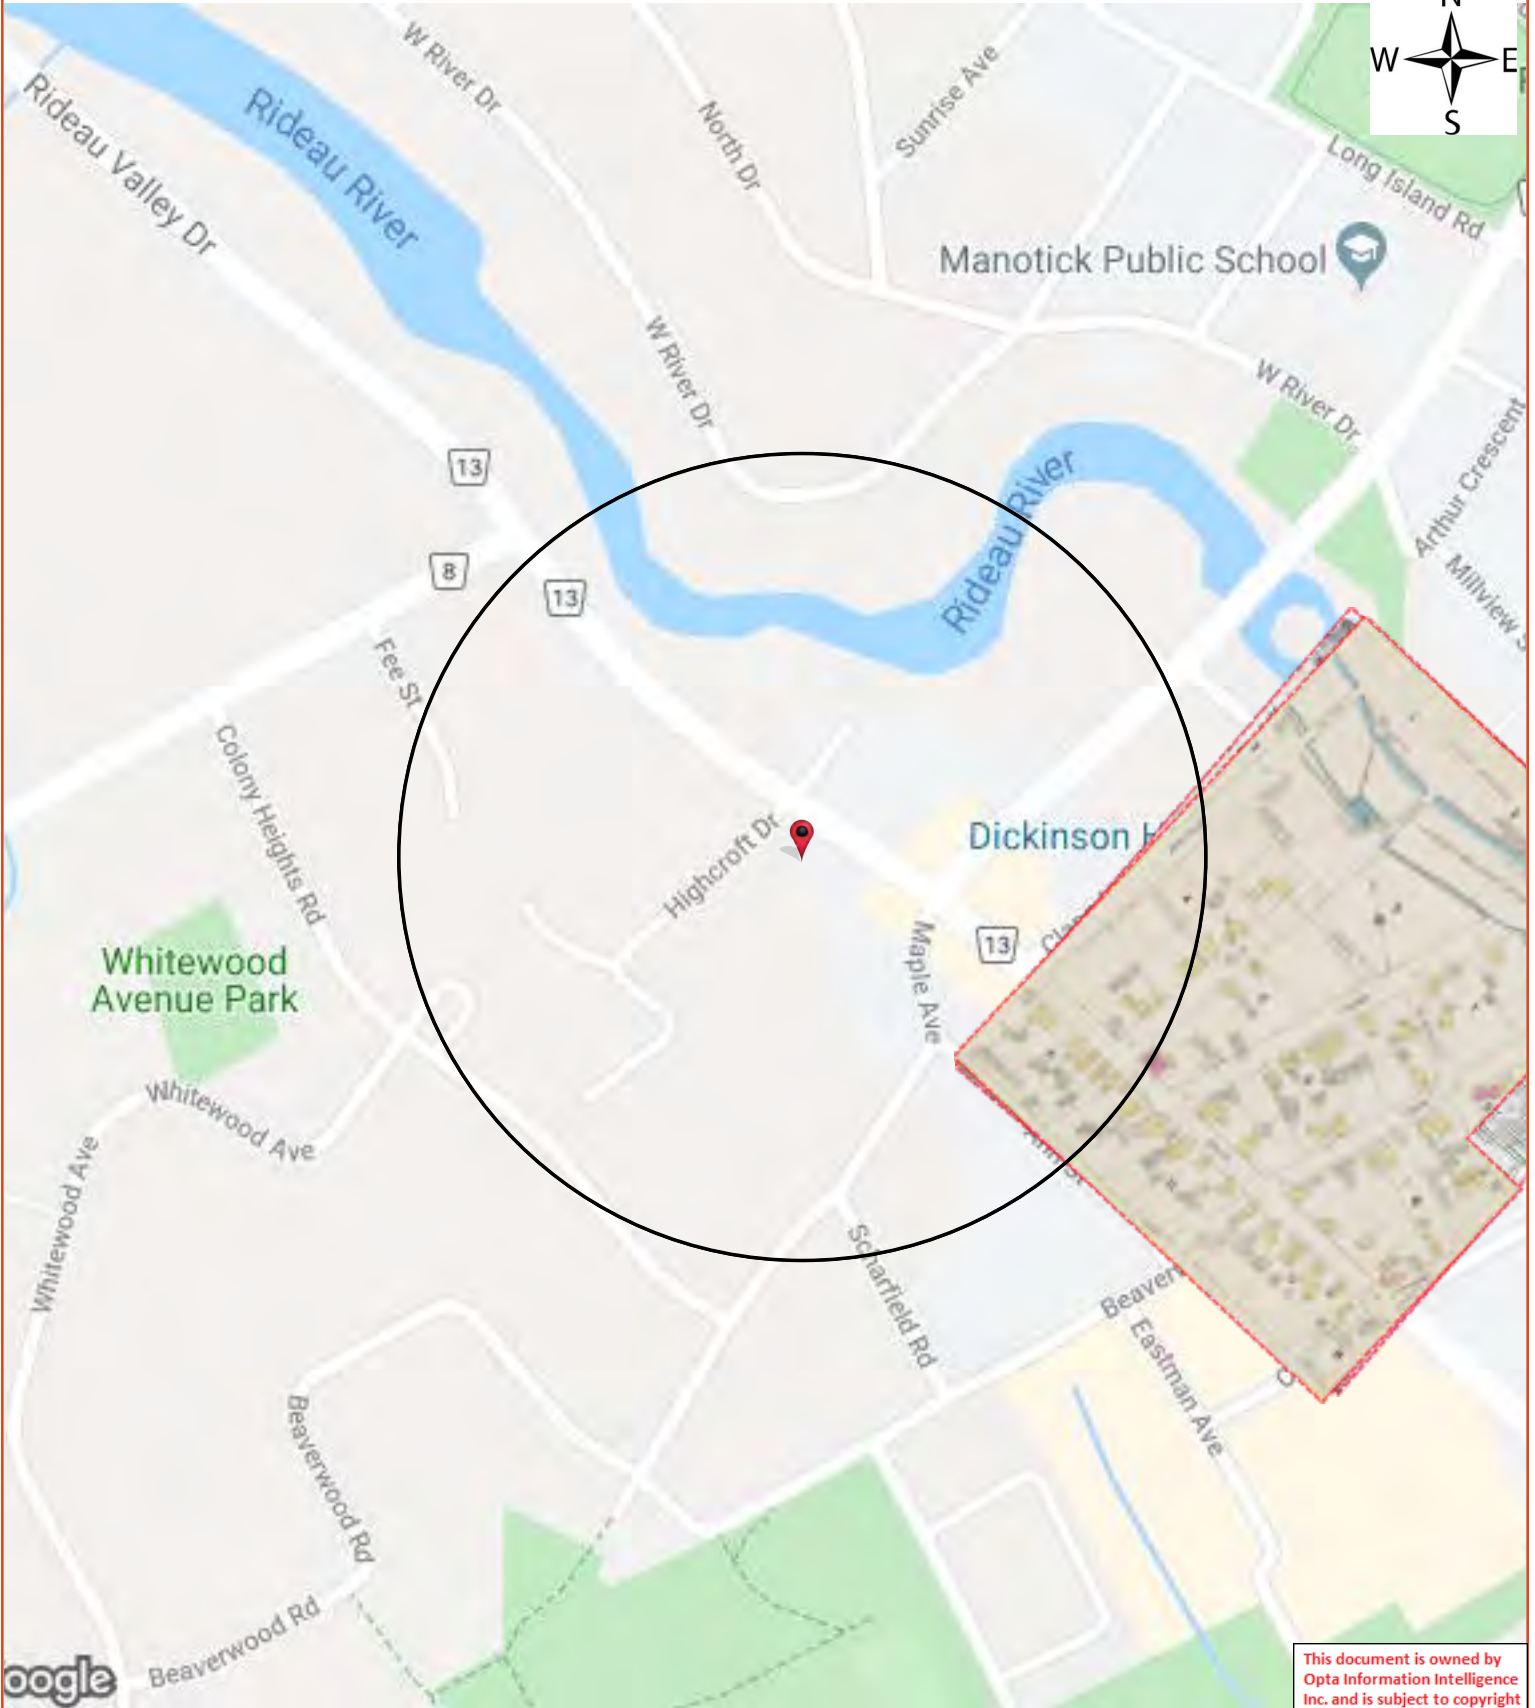 N
W E
S
W River Dr
Rideau River
Rideau Valley Dr
North Dr
Sunrise Ave
Long Island Rd
Manotick Public School
W River Dr
W River Dr
Arthur Crescent
13
Rideau River
8
13
Millview
Fee St
Colony Heights Rd
Highcroft Dr
Dickinson H
Maple Ave
13
Whitewood
Avenue Park
Whitewood Ave
Whitewood Ave
Scharfield Rd
Beaver
Eastman Ave
Beaverwood Rd
Beaverwood Rd
oogle
This document is owned by
Opta Information Intelligence
Inc. and is subject to copyright